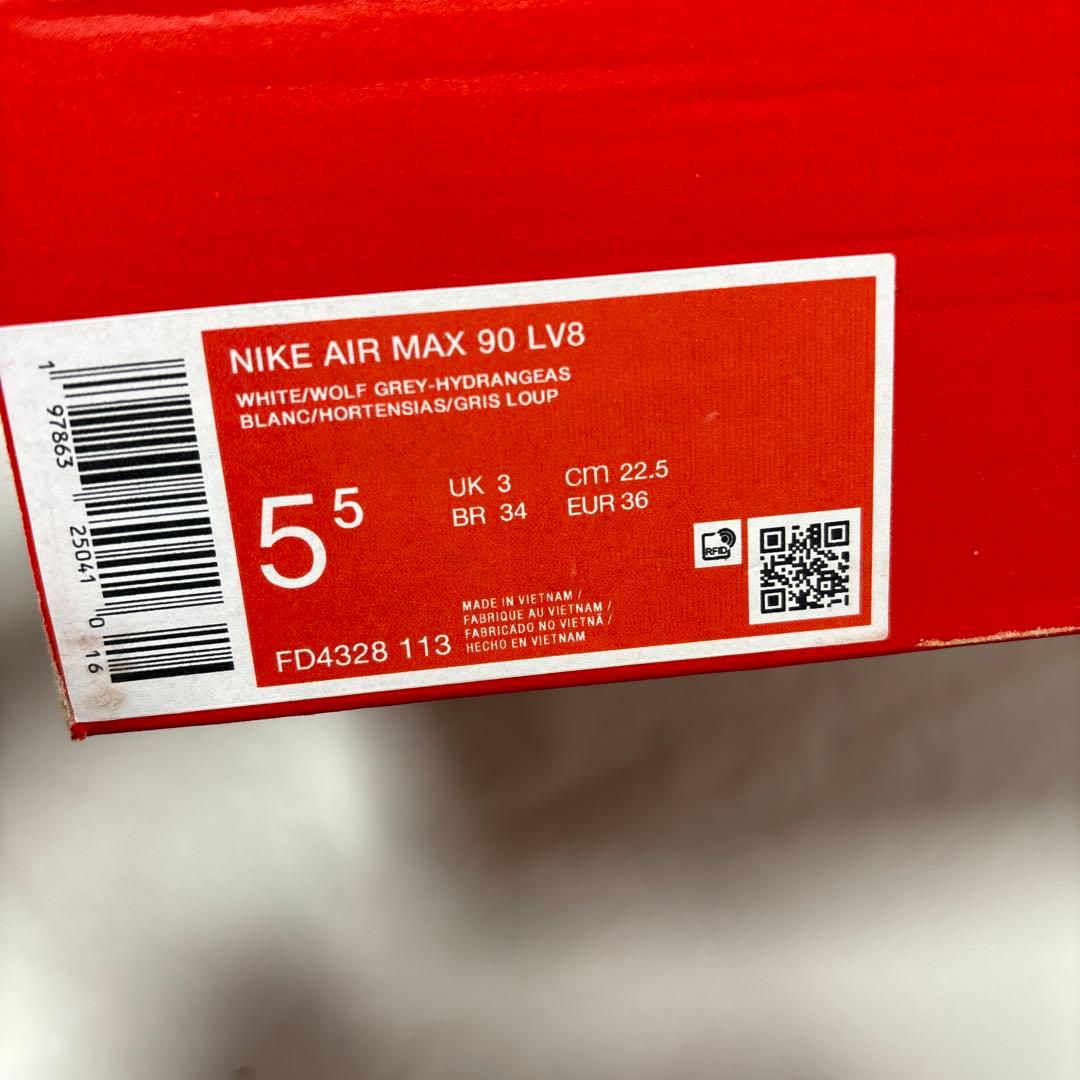 NIKE AIR MAX 90 LV8
WHITE/WOLF GREY-HYDRANGEAS
BLANC/HORTENSIAS/GRIS LOUP
5 5
UK 3
cm 22.5
BR 34
EUR 36
RFID
MADE IN VIETNAM /
FABRIQUE AU VIETNAM /
FABRICADO NO VIETNÃ /
HECHO EN VIETNAM
FD4328 113
1 97863 25041 0 16